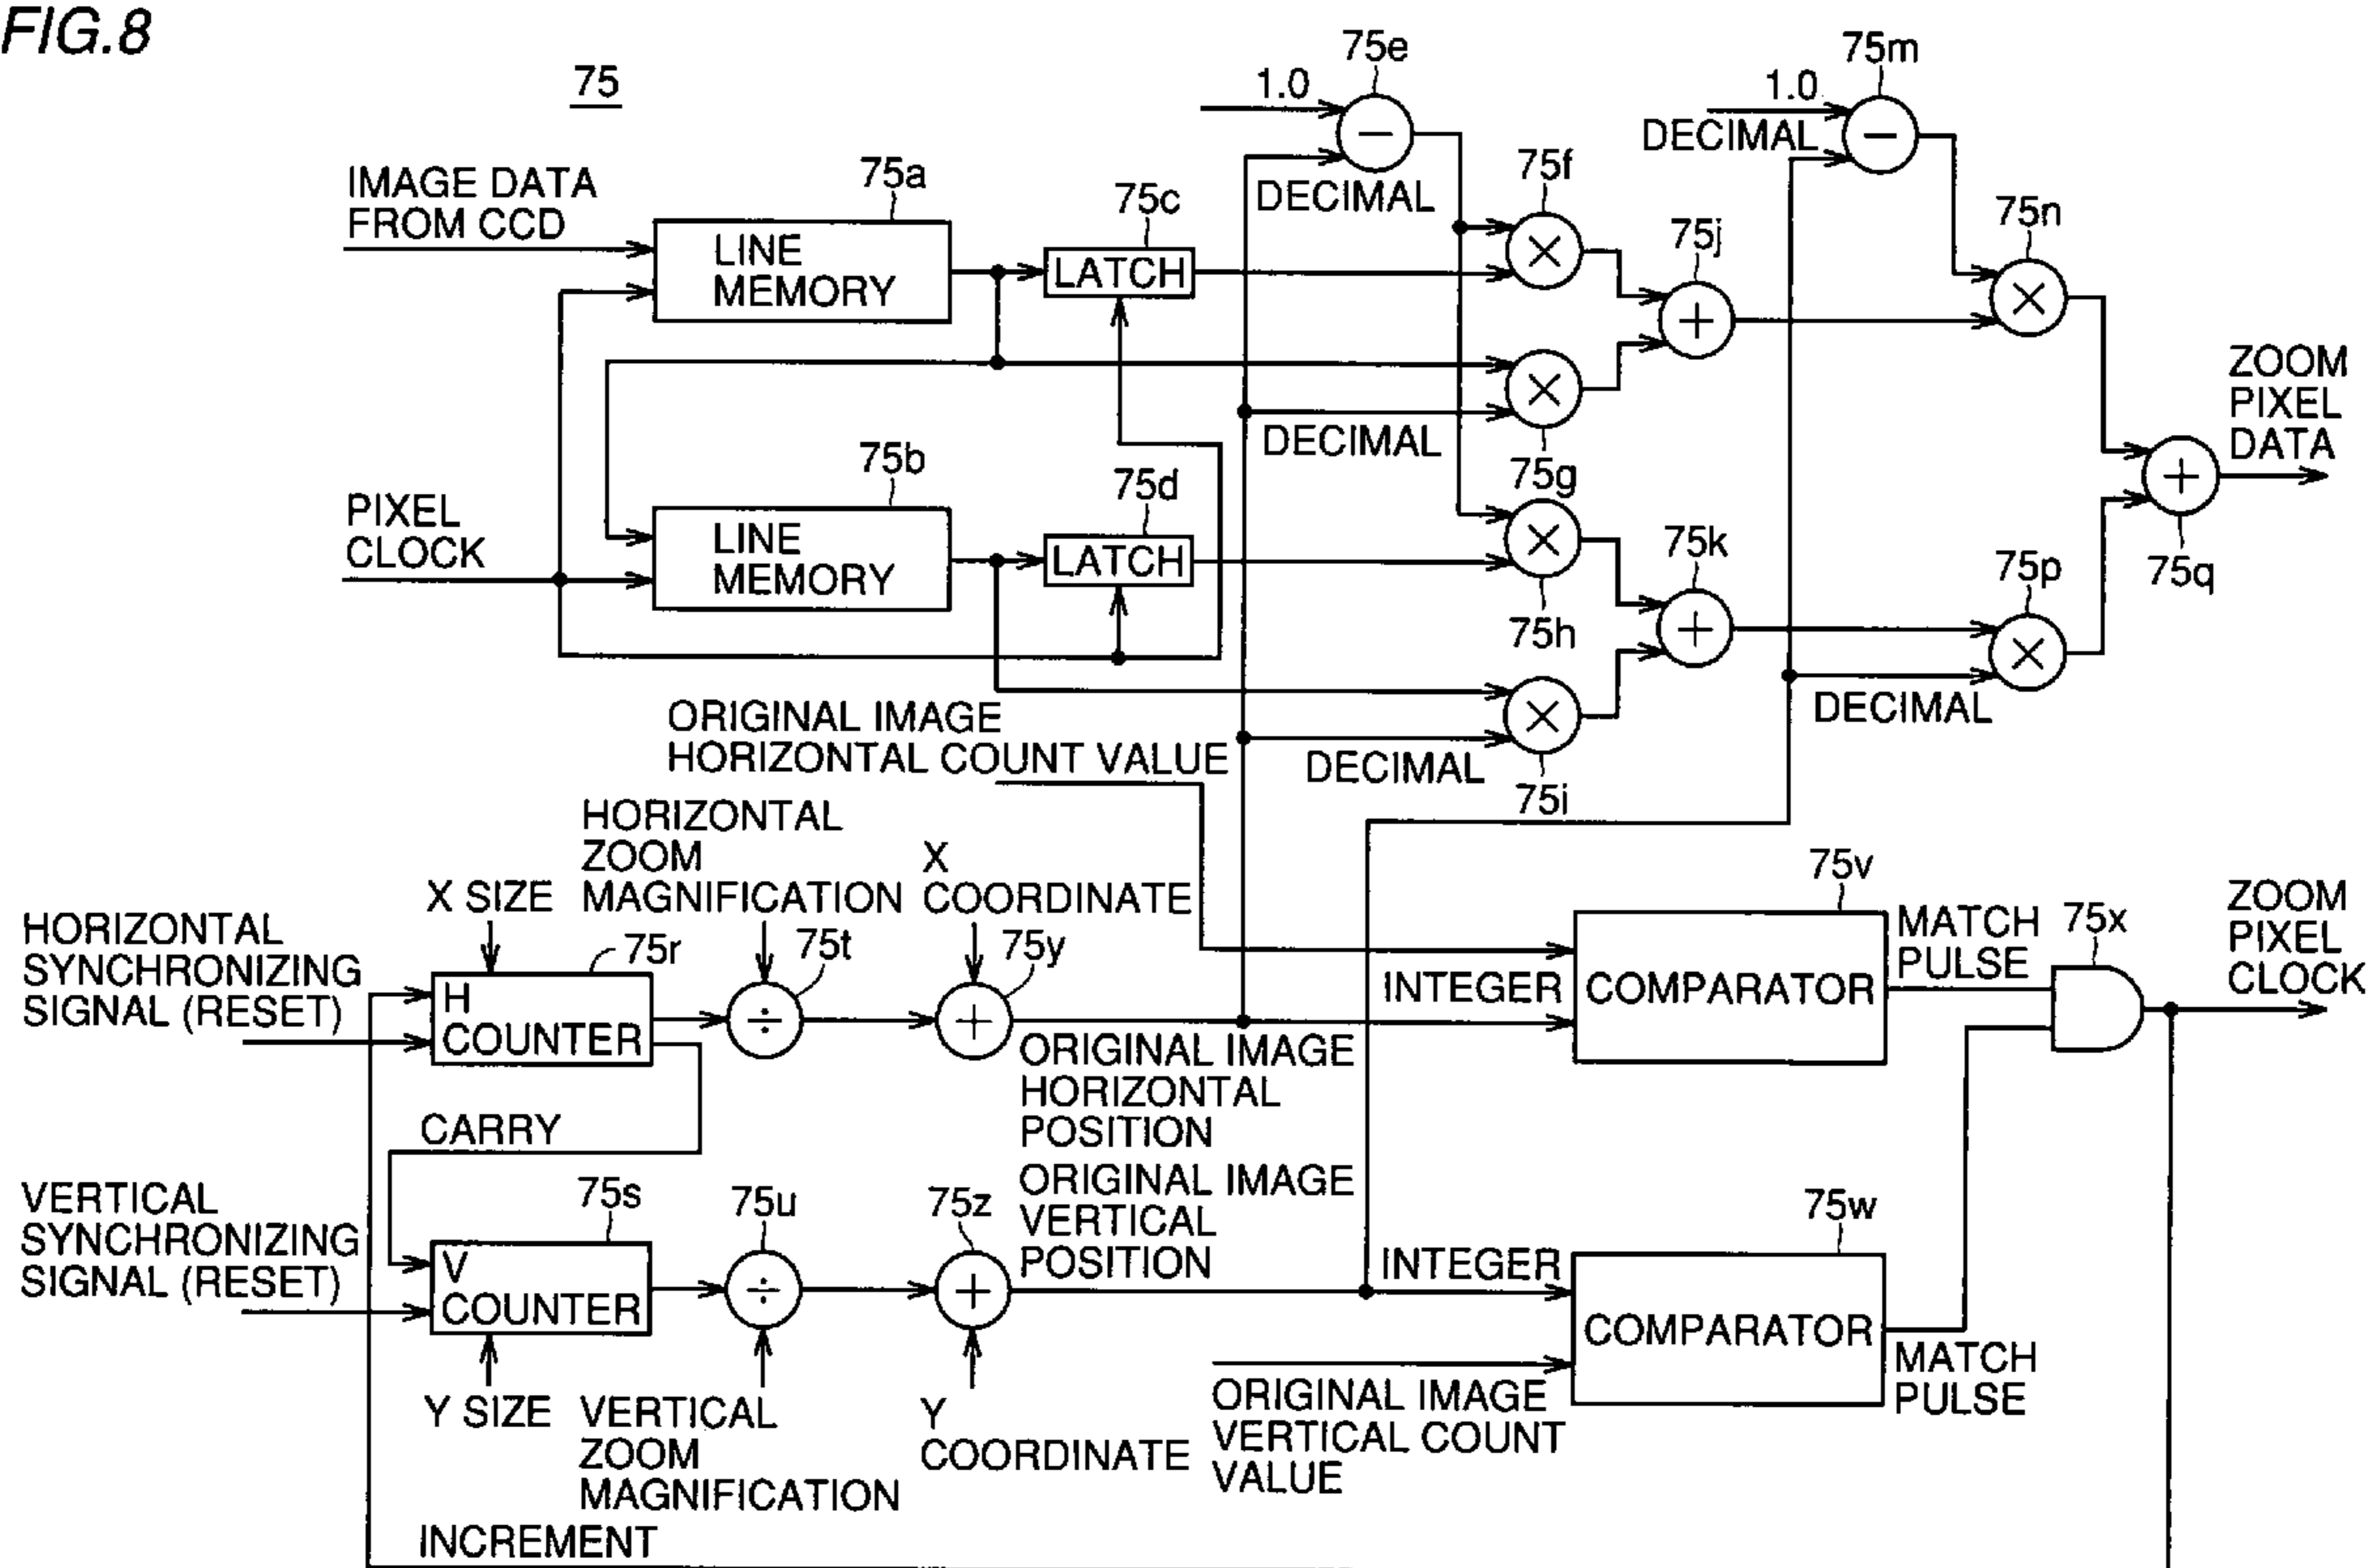 FIG.8
75
75e
75m
1.0
1.0
DECIMAL
IMAGE DATA
FROM CCD
75a
75c
DECIMAL
75f
75j
75n
LINE
MEMORY
LATCH
ZOOM
PIXEL
DATA
DECIMAL
75g
PIXEL
CLOCK
75b
75d
LINE
MEMORY
LATCH
75h
75k
75p
75q
ORIGINAL IMAGE
HORIZONTAL COUNT VALUE
DECIMAL
DECIMAL
75i
HORIZONTAL
ZOOM
MAGNIFICATION
X
COORDINATE
X SIZE
75v
HORIZONTAL
SYNCHRONIZING
SIGNAL (RESET)
75r
75t
75y
H
COUNTER
INTEGER
COMPARATOR
MATCH
PULSE
75x
ZOOM
PIXEL
CLOCK
ORIGINAL IMAGE
HORIZONTAL
POSITION
CARRY
VERTICAL
SYNCHRONIZING
SIGNAL (RESET)
75s
75u
75z
ORIGINAL IMAGE
VERTICAL
POSITION
75w
V
COUNTER
INTEGER
COMPARATOR
MATCH
PULSE
Y SIZE
VERTICAL
ZOOM
MAGNIFICATION
Y
COORDINATE
ORIGINAL IMAGE
VERTICAL COUNT
VALUE
INCREMENT